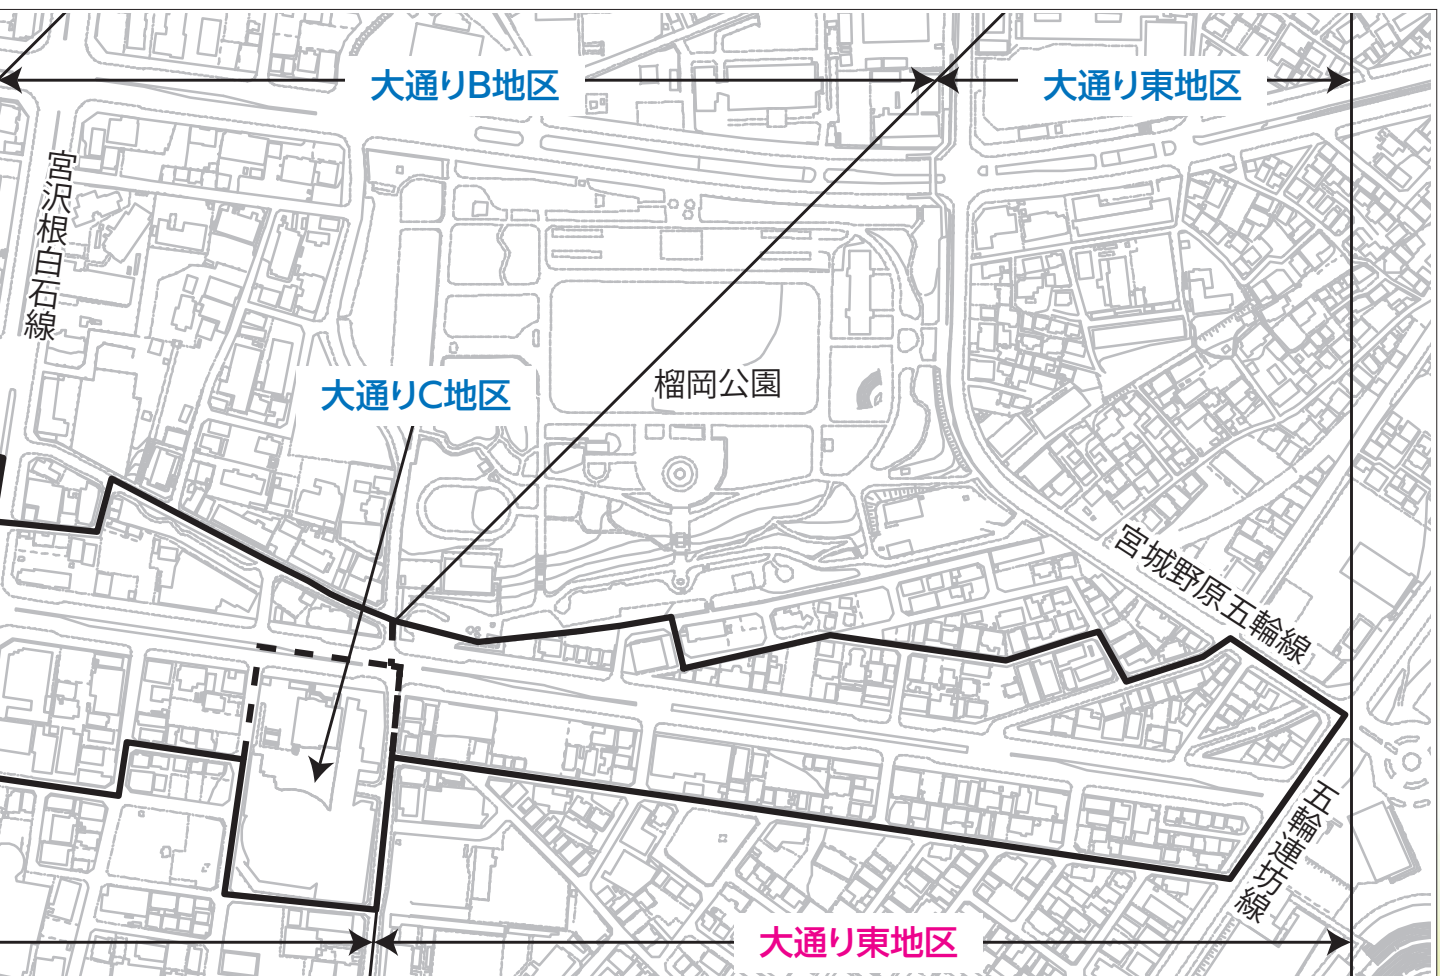 大通りB地区
大通り東地区
宮沢根白石線
大通りC地区
榴岡公園
宮城野原五輪線
五輪連坊線
大通り東地区